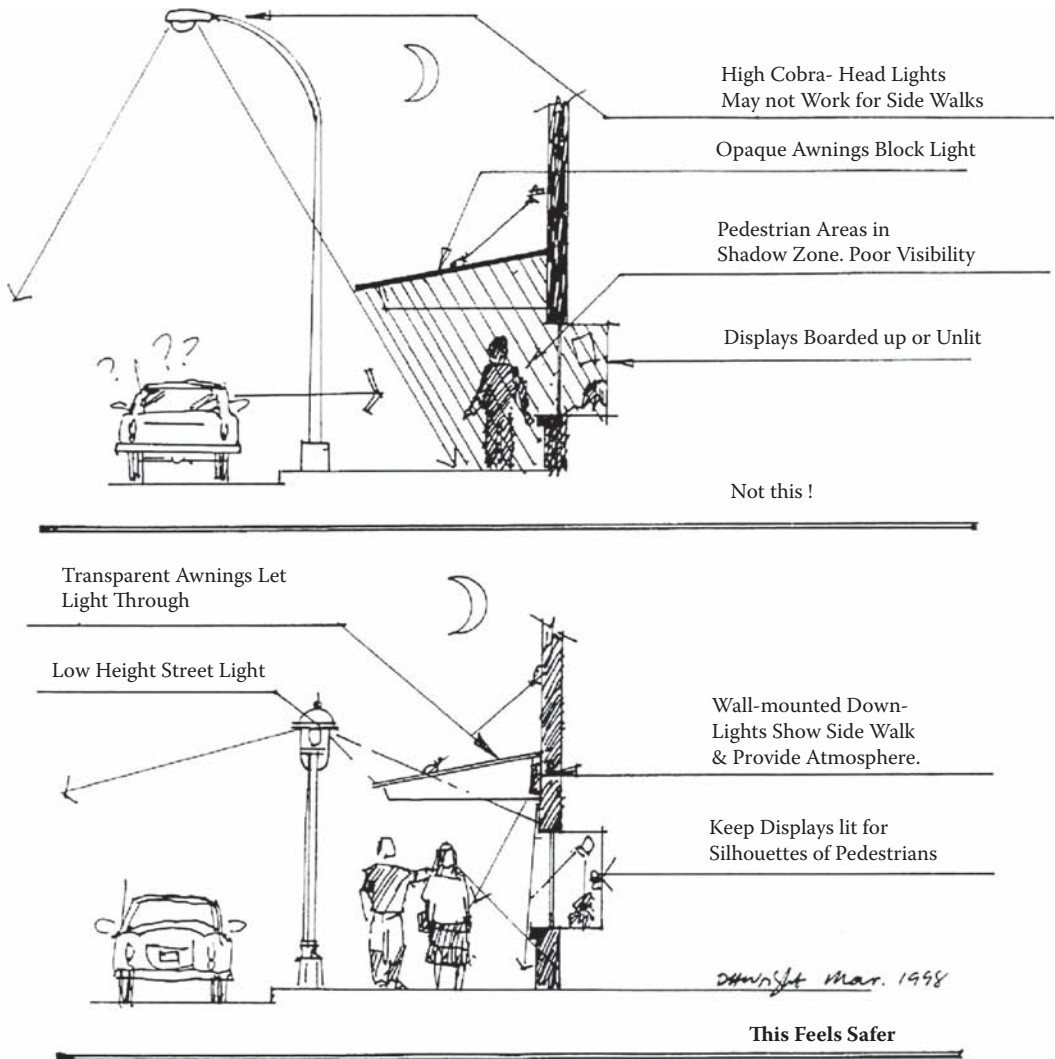 High Cobra- Head Lights
May not Work for Side Walks
Opaque Awnings Block Light
Pedestrian Areas in
Shadow Zone. Poor Visibility
Displays Boarded up or Unlit
? ? ?
Not this !
Transparent Awnings Let
Light Through
Low Height Street Light
Wall-mounted Down-
Lights Show Side Walk
& Provide Atmosphere.
Keep Displays lit for
Silhouettes of Pedestrians
Mar. 1998
This Feels Safer